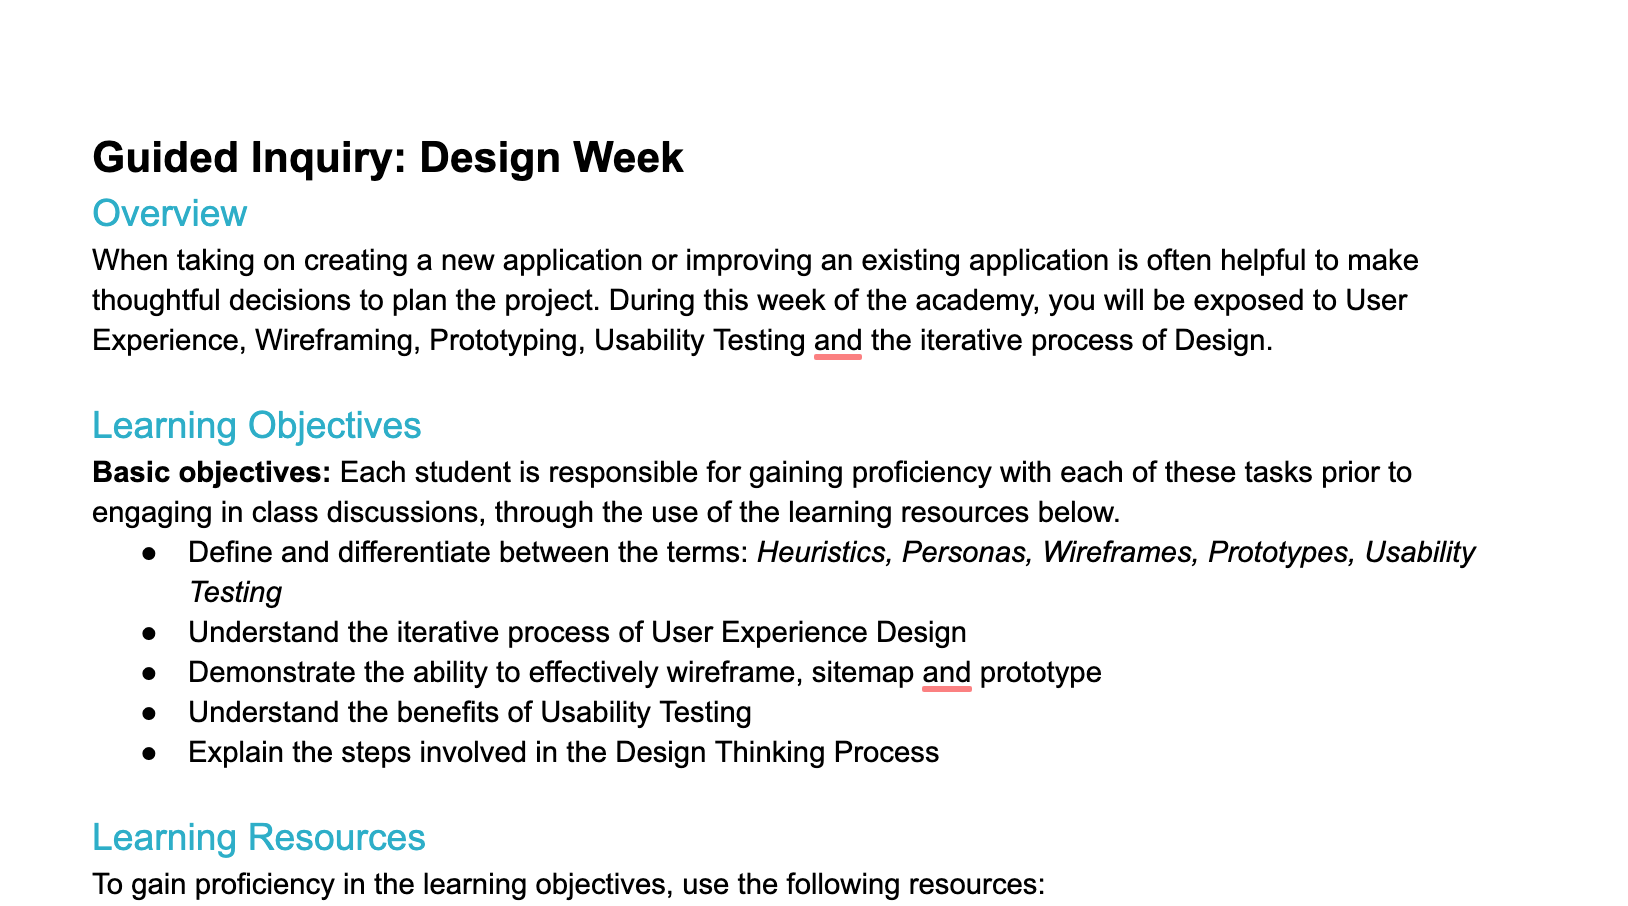 Guided Inquiry: Design Week
Overview
When taking on creating a new application or improving an existing application is often helpful to make
thoughtful decisions to plan the project. During this week of the academy, you will be exposed to User
Experience, Wireframing, Prototyping, Usability Testing and the iterative process of Design.
Learning Objectives
Basic objectives: Each student is responsible for gaining proficiency with each of these tasks prior to
engaging in class discussions, through the use of the learning resources below.
● Define and differentiate between the terms: Heuristics, Personas, Wireframes, Prototypes, Usability
Testing
● Understand the iterative process of User Experience Design
● Demonstrate the ability to effectively wireframe, sitemap and prototype
● Understand the benefits of Usability Testing
● Explain the steps involved in the Design Thinking Process
Learning Resources
To gain proficiency in the learning objectives, use the following resources: